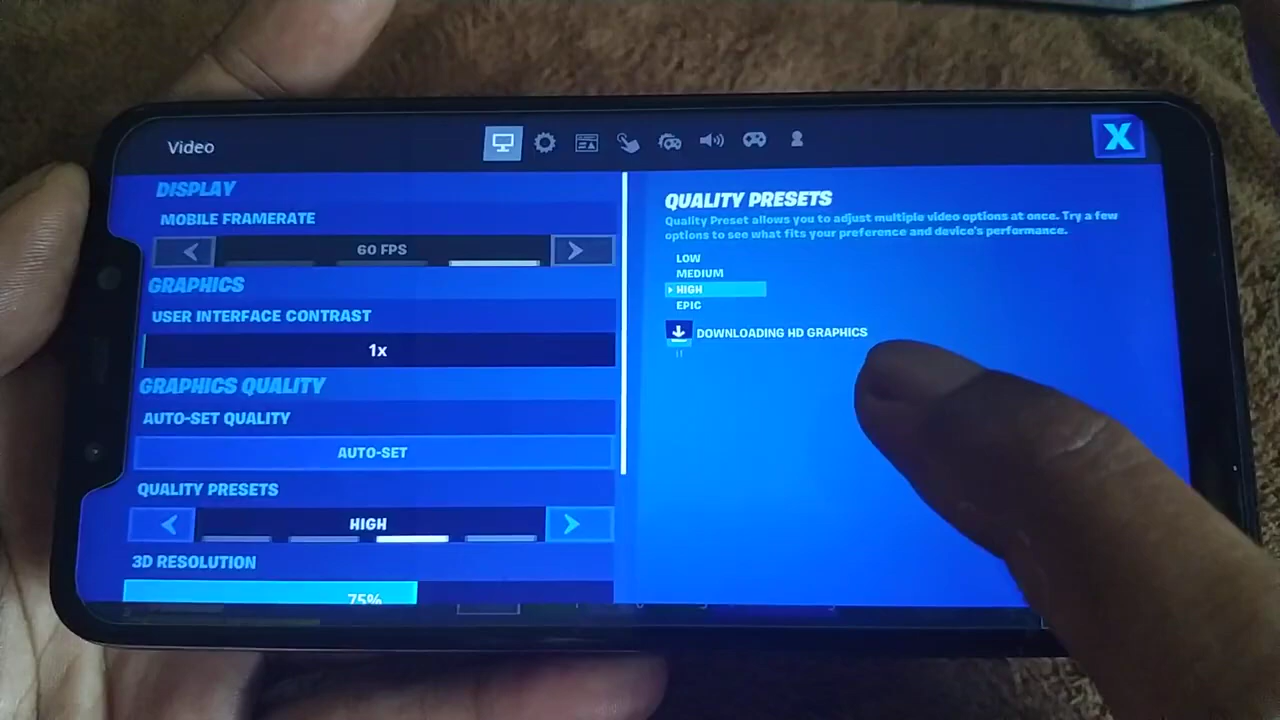 Video
X
DISPLAY
MOBILE FRAMERATE
60 FPS
GRAPHICS
USER INTERFACE CONTRAST
1x
GRAPHICS QUALITY
AUTO-SET QUALITY
AUTO-SET
QUALITY PRESETS
HIGH
3D RESOLUTION
75%
QUALITY PRESETS
Quality Preset allows you to adjust multiple video options at once. Try a few
options to see what fits your preference and device's performance.
LOW
MEDIUM
HIGH
EPIC
DOWNLOADING HD GRAPHICS